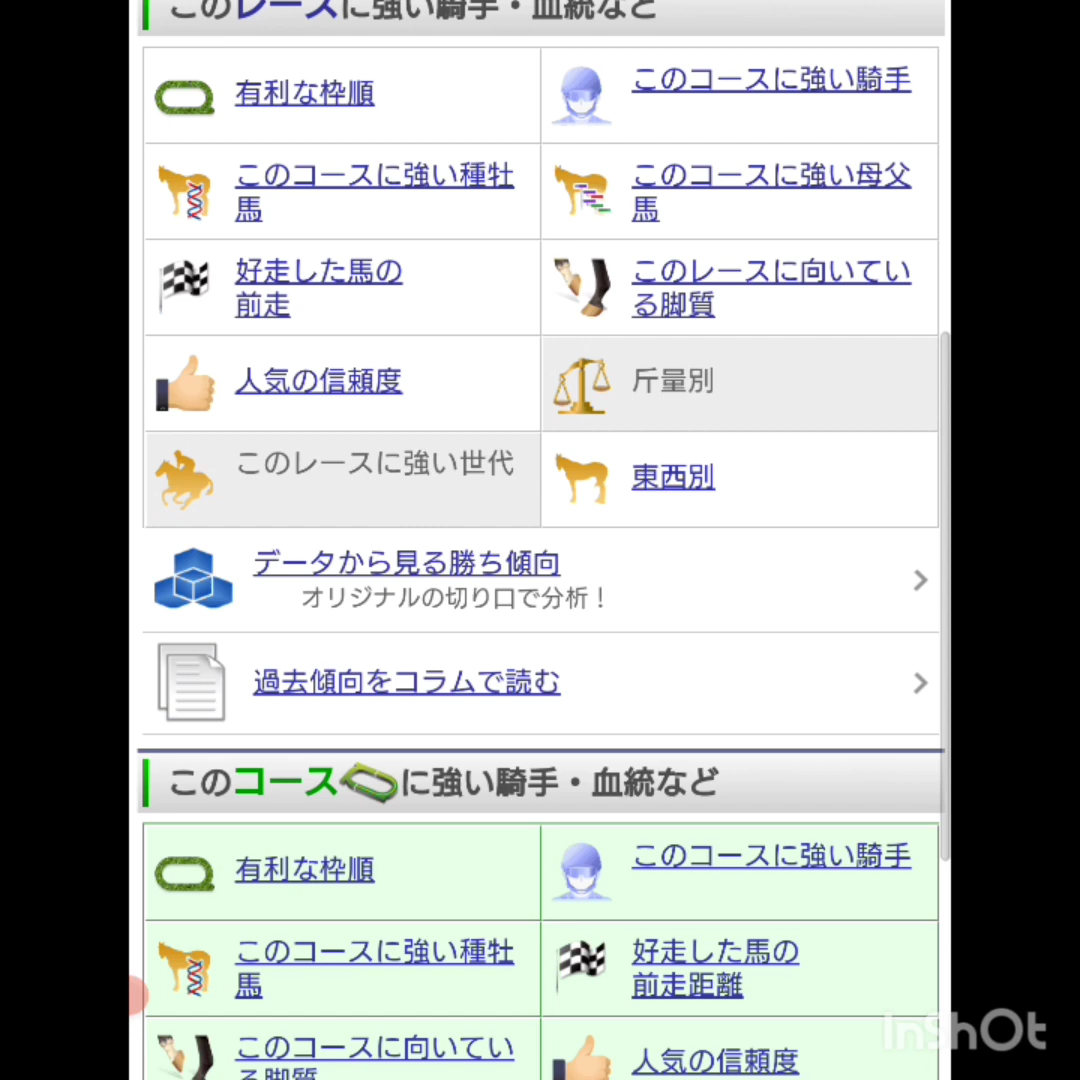 このレースに強い騎手・血統など
有利な枠順
このコースに強い騎手
このコースに強い種牡
馬
このコースに強い母父
馬
好走した馬の
前走
このレースに向いてい
る脚質
人気の信頼度
斤量別
このレースに強い世代
東西別
データから見る勝ち傾向
オリジナルの切り口で分析！
過去傾向をコラムで読む
このコースに強い騎手・血統など
有利な枠順
このコースに強い騎手
このコースに強い種牡
馬
好走した馬の
前走距離
このコースに向いてい
る脚質
人気の信頼度
InShOt